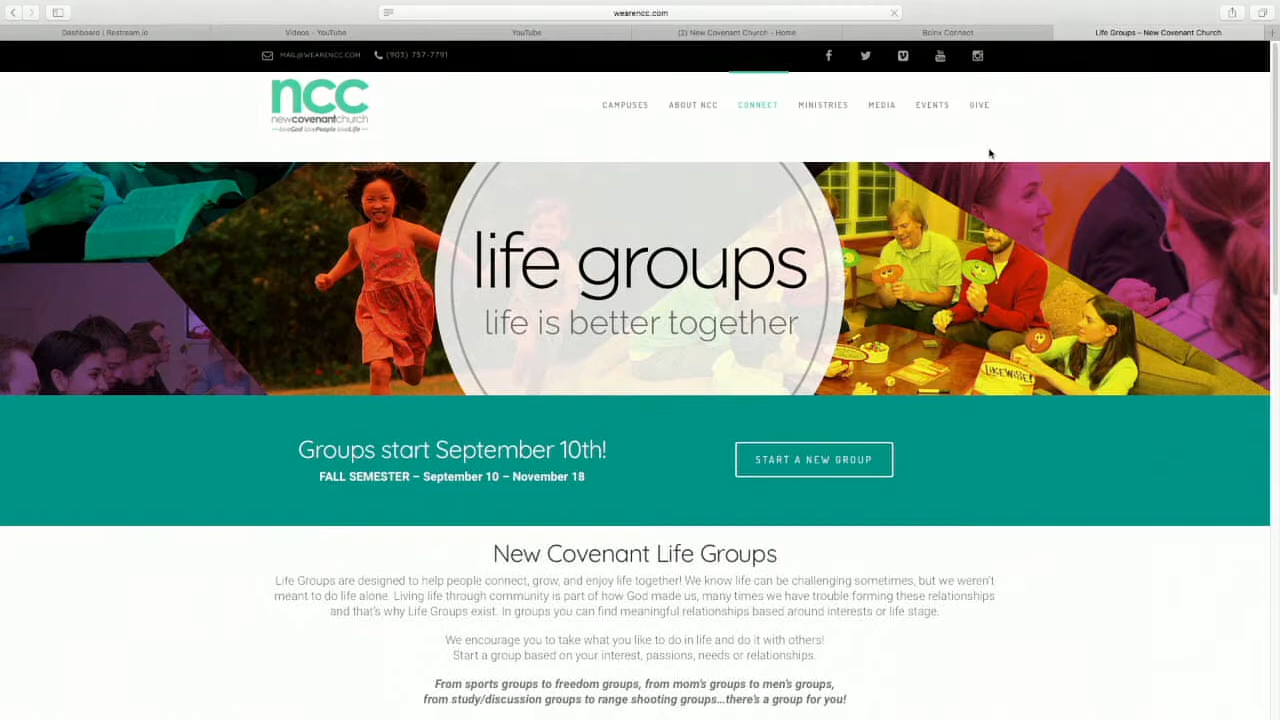 wearencc.com
Dashboard | Restream.io
Videos - YouTube
YouTube
(2) New Covenant Church - Home
Boinx Connect
Life Groups – New Covenant Church
MAIL@WEARENCC.COM
(903) 757-7791
ncc
newcovenantchurch
loveGod lovePeople loveLife
CAMPUSES
ABOUT NCC
CONNECT
MINISTRIES
MEDIA
EVENTS
GIVE
life groups
life is better together
LIKEWISE!
Groups start September 10th!
FALL SEMESTER – September 10 – November 18
START A NEW GROUP
New Covenant Life Groups
Life Groups are designed to help people connect, grow, and enjoy life together! We know life can be challenging sometimes, but we weren't
meant to do life alone. Living life through community is part of how God made us, many times we have trouble forming these relationships
and that's why Life Groups exist. In groups you can find meaningful relationships based around interests or life stage.
We encourage you to take what you like to do in life and do it with others!
Start a group based on your interest, passions, needs or relationships.
From sports groups to freedom groups, from mom's groups to men's groups,
from study/discussion groups to range shooting groups...there's a group for you!